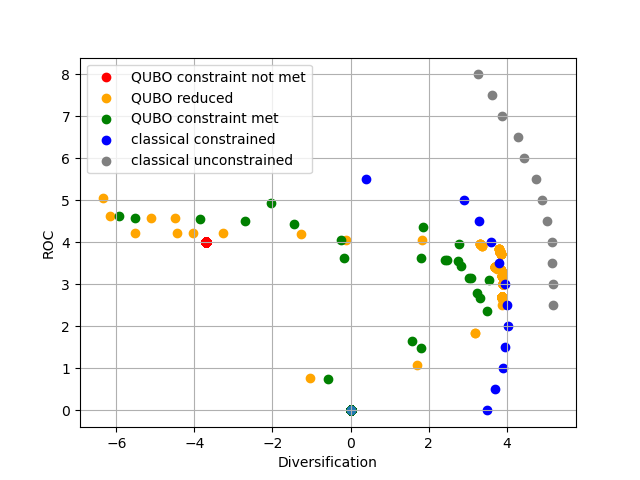 QUBO constraint not met
QUBO reduced
QUBO constraint met
classical constrained
classical unconstrained
8
7
6
5
4
3
2
1
0
ROC
−6 −4 −2 0 2 4
Diversification